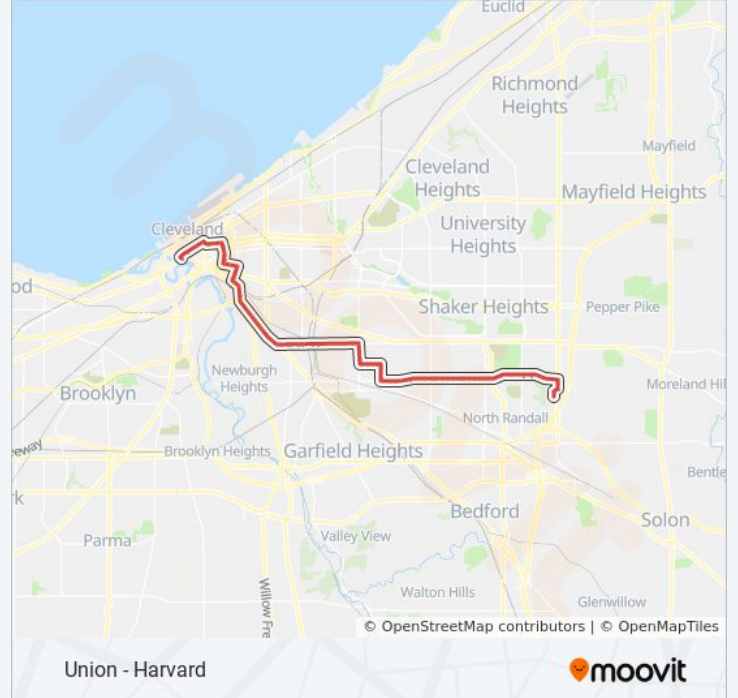 Euclid
Richmond
Heights
Mayfield
Cleveland
Heights
Mayfield Heights
University
Heights
Cleveland
od
Shaker Heights
Pepper Pike
Newburgh
Heights
Moreland Hil
Brooklyn
North Randall
eway
Brooklyn Heights
Garfield Heights
Bentle
rk
Bedford
Solon
Parma
Valley View
Walton Hills
Willow Fre
Glenwillow
© OpenStreetMap contributors | © OpenMapTiles
Union - Harvard
moovit